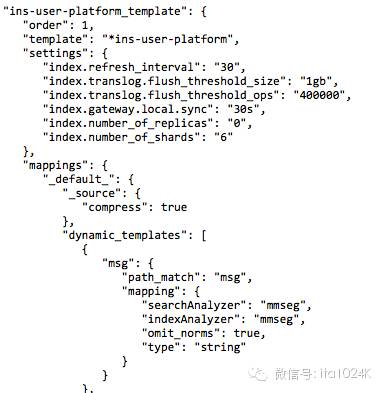 "ins-user-platform_template": {
"order": 1,
"template": "*ins-user-platform",
"settings": {
"index.refresh_interval": "30",
"index.translog.flush_threshold_size": "1gb",
"index.translog.flush_threshold_ops": "400000",
"index.gateway.local.sync": "30s",
"index.number_of_replicas": "0",
"index.number_of_shards": "6"
},
"mappings": {
"_default_": {
"_source": {
"compress": true
},
"dynamic_templates": [
{
"msg": {
"path_match": "msg",
"mapping": {
"searchAnalyzer": "mmseg",
"indexAnalyzer": "mmseg",
"omit_norms": true,
"type": "string"
}
}
},
微信号: ita1024k